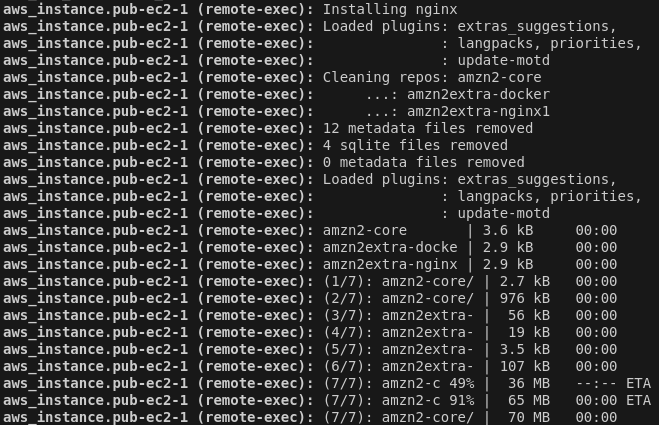 aws_instance.pub-ec2-1 (remote-exec): Installing nginx
aws_instance.pub-ec2-1 (remote-exec): Loaded plugins: extras_suggestions,
aws_instance.pub-ec2-1 (remote-exec):               : langpacks, priorities,
aws_instance.pub-ec2-1 (remote-exec):               : update-motd
aws_instance.pub-ec2-1 (remote-exec): Cleaning repos: amzn2-core
aws_instance.pub-ec2-1 (remote-exec):      ...: amzn2extra-docker
aws_instance.pub-ec2-1 (remote-exec):      ...: amzn2extra-nginx1
aws_instance.pub-ec2-1 (remote-exec): 12 metadata files removed
aws_instance.pub-ec2-1 (remote-exec): 4 sqlite files removed
aws_instance.pub-ec2-1 (remote-exec): 0 metadata files removed
aws_instance.pub-ec2-1 (remote-exec): Loaded plugins: extras_suggestions,
aws_instance.pub-ec2-1 (remote-exec):               : langpacks, priorities,
aws_instance.pub-ec2-1 (remote-exec):               : update-motd
aws_instance.pub-ec2-1 (remote-exec): amzn2-core       | 3.6 kB     00:00
aws_instance.pub-ec2-1 (remote-exec): amzn2extra-docke | 2.9 kB     00:00
aws_instance.pub-ec2-1 (remote-exec): amzn2extra-nginx | 2.9 kB     00:00
aws_instance.pub-ec2-1 (remote-exec): (1/7): amzn2-core/ | 2.7 kB   00:00
aws_instance.pub-ec2-1 (remote-exec): (2/7): amzn2-core/ | 976 kB   00:00
aws_instance.pub-ec2-1 (remote-exec): (3/7): amzn2extra- |  56 kB   00:00
aws_instance.pub-ec2-1 (remote-exec): (4/7): amzn2extra- |  19 kB   00:00
aws_instance.pub-ec2-1 (remote-exec): (5/7): amzn2extra- | 3.5 kB   00:00
aws_instance.pub-ec2-1 (remote-exec): (6/7): amzn2extra- | 107 kB   00:00
aws_instance.pub-ec2-1 (remote-exec): (7/7): amzn2-c 49% |  36 MB   --:-- ETA
aws_instance.pub-ec2-1 (remote-exec): (7/7): amzn2-c 91% |  65 MB   00:00 ETA
aws_instance.pub-ec2-1 (remote-exec): (7/7): amzn2-core/ |  70 MB   00:00